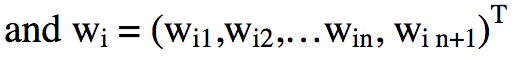 and wᵢ = (wᵢ₁,wᵢ₂,…wᵢₙ, wᵢ ₙ₊₁)ᵀ